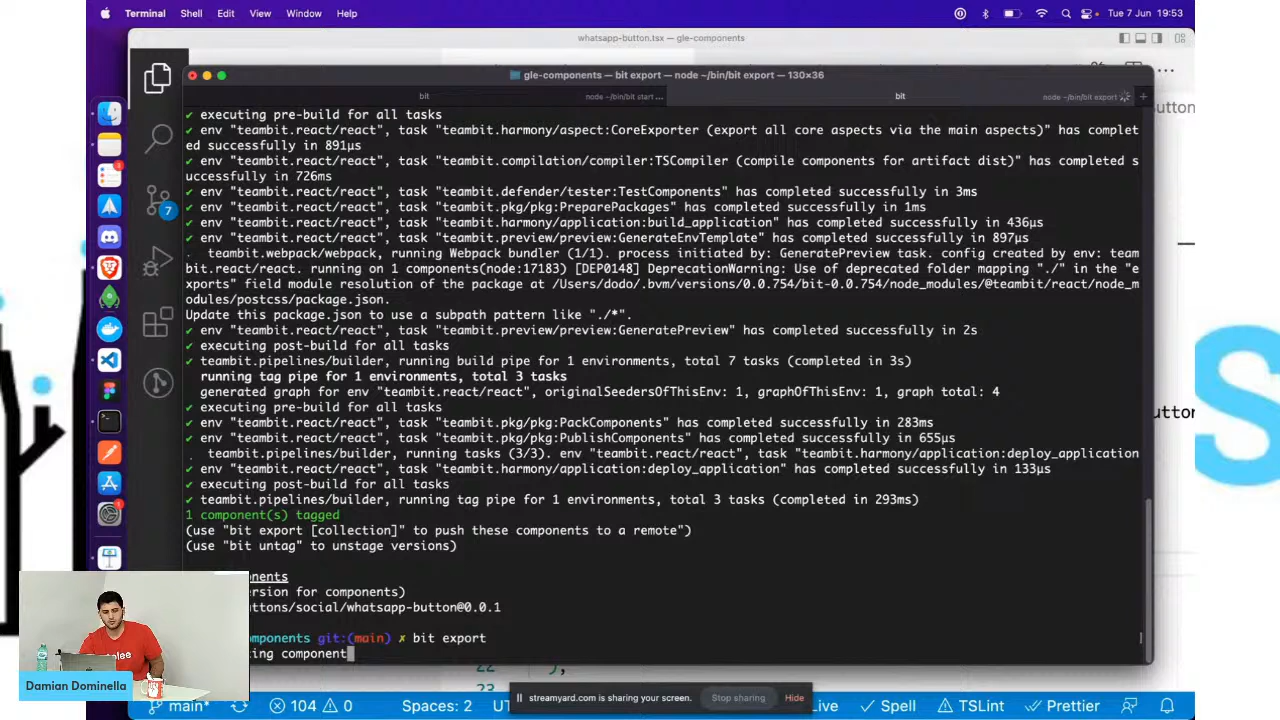 Terminal Shell Edit View Window Help Tue 7 Jun 19:53
whatsapp-button.tsx — gle-components
gle-components — bit export — node ~/bin/bit export — 130×36
bit node ~/bin/bit start ... bit node ~/bin/bit export
✔ executing pre-build for all tasks
✔ env "teambit.react/react", task "teambit.harmony/aspect:CoreExporter (export all core aspects via the main aspects)" has complet
ed successfully in 891µs
✔ env "teambit.react/react", task "teambit.compilation/compiler:TSCompiler (compile components for artifact dist)" has completed s
uccessfully in 726ms
✔ env "teambit.react/react", task "teambit.defender/tester:TestComponents" has completed successfully in 3ms
✔ env "teambit.react/react", task "teambit.pkg/pkg:PreparePackages" has completed successfully in 1ms
✔ env "teambit.react/react", task "teambit.harmony/application:build_application" has completed successfully in 436µs
✔ env "teambit.react/react", task "teambit.preview/preview:GenerateEnvTemplate" has completed successfully in 897µs
. teambit.webpack/webpack, running Webpack bundler (1/1). process initiated by: GeneratePreview task. config created by env: team
bit.react/react. running on 1 components(node:17183) [DEP0148] DeprecationWarning: Use of deprecated folder mapping "./" in the "e
xports" field module resolution of the package at /Users/dodo/.bvm/versions/0.0.754/bit-0.0.754/node_modules/@teambit/react/node_m
odules/postcss/package.json.
Update this package.json to use a subpath pattern like "./*".
✔ env "teambit.react/react", task "teambit.preview/preview:GeneratePreview" has completed successfully in 2s
✔ executing post-build for all tasks
✔ teambit.pipelines/builder, running build pipe for 1 environments, total 7 tasks (completed in 3s)
running tag pipe for 1 environments, total 3 tasks
generated graph for env "teambit.react/react", originalSeedersOfThisEnv: 1, graphOfThisEnv: 1, graph total: 4
✔ executing pre-build for all tasks
✔ env "teambit.react/react", task "teambit.pkg/pkg:PackComponents" has completed successfully in 283ms
✔ env "teambit.react/react", task "teambit.pkg/pkg:PublishComponents" has completed successfully in 655µs
. teambit.pipelines/builder, running tasks (3/3). env "teambit.react/react", task "teambit.harmony/application:deploy_application
✔ env "teambit.react/react", task "teambit.harmony/application:deploy_application" has completed successfully in 133µs
✔ executing post-build for all tasks
✔ teambit.pipelines/builder, running tag pipe for 1 environments, total 3 tasks (completed in 293ms)
1 component(s) tagged
(use "bit export [collection]" to push these components to a remote")
(use "bit untag" to unstage versions)
onents
ersion for components)
ttons/social/whatsapp-button@0.0.1
omponents git:(main) ✗ bit export
ing component
utton
button
7
22 );
23
Damian Dominella
streamyard.com is sharing your screen. Stop sharing Hide
main* 104 0 Spaces: 2 UT Live Spell TSLint Prettier
S